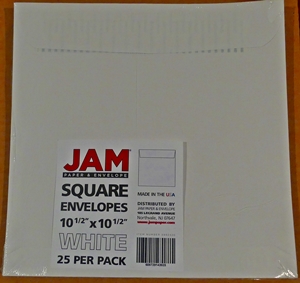 JAM
PAPER & ENVELOPE
SQUARE
ENVELOPES
10 1/2" x 10 1/2"
WHITE
25 PER PACK
MADE IN THE USA
DISTRIBUTED BY
JAM PAPER & ENVELOPE
Northvale, NJ 07647
www.jampaper.com